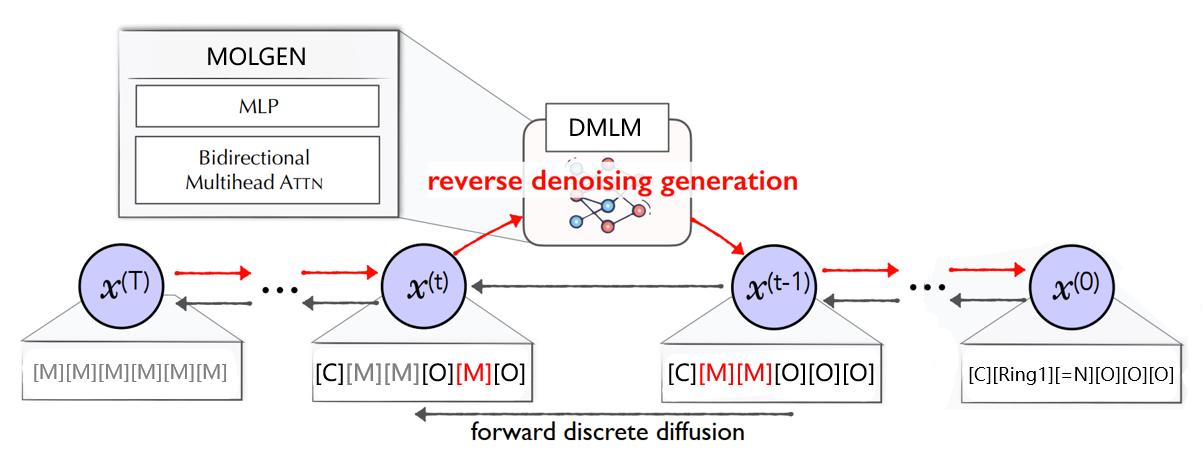 MOLGEN
MLP
Bidirectional
Multihead ATTN
DMLM
reverse denoising generation
x(T)
...
x(t)
x(t-1)
...
x(0)
[M][M][M][M][M][M]
[C][M][M][O][M][O]
[C][M][M][O][O][O]
[C][Ring1][=N][O][O][O]
forward discrete diffusion